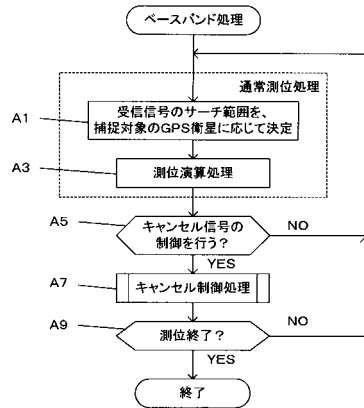 ベースバンド処理
通常測位処理
A1
受信信号のサーチ範囲を、
捕捉対象のGPS衛星に応じて決定
A3
測位演算処理
A5
キャンセル信号の
制御を行う?
NO
YES
A7
キャンセル制御処理
A9
測位終了?
NO
YES
終了